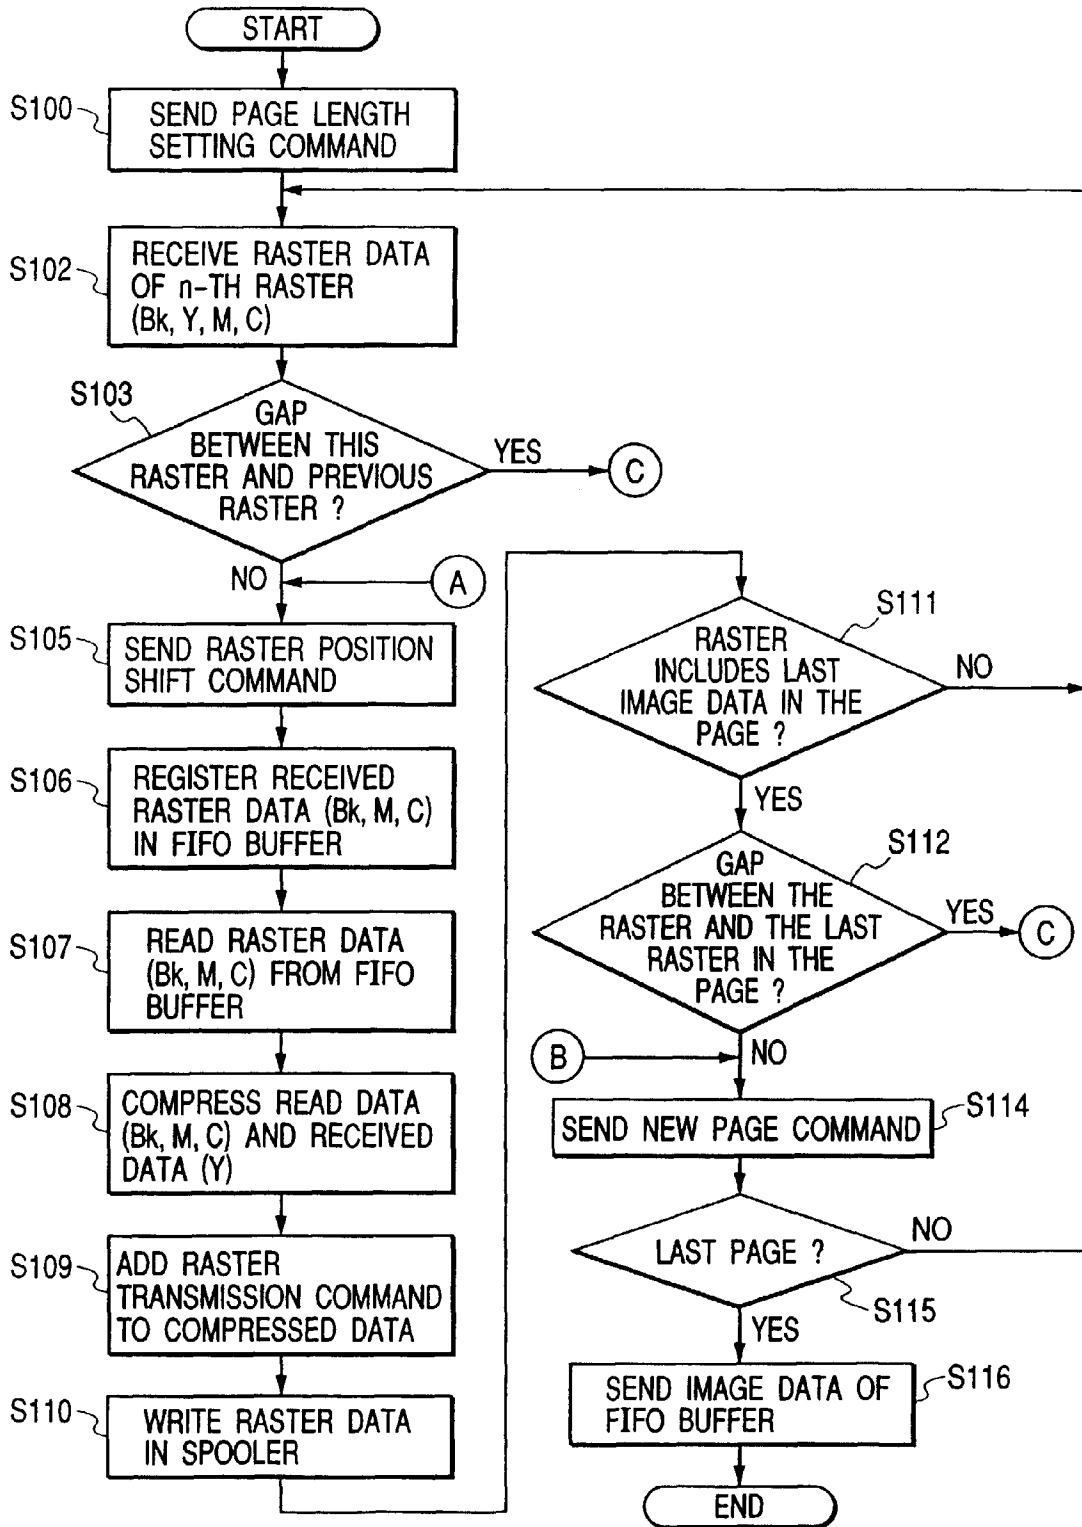 START
S100
SEND PAGE LENGTH
SETTING COMMAND
S102
RECEIVE RASTER DATA
OF n-TH RASTER
(Bk, Y, M, C)
S103
GAP
BETWEEN THIS
RASTER AND PREVIOUS
RASTER ?
YES
C
NO
A
S105
SEND RASTER POSITION
SHIFT COMMAND
S106
REGISTER RECEIVED
RASTER DATA (Bk, M, C)
IN FIFO BUFFER
S107
READ RASTER DATA
(Bk, M, C) FROM FIFO
BUFFER
S108
COMPRESS READ DATA
(Bk, M, C) AND RECEIVED
DATA (Y)
S109
ADD RASTER
TRANSMISSION COMMAND
TO COMPRESSED DATA
S110
WRITE RASTER DATA
IN SPOOLER
S111
RASTER
INCLUDES LAST
IMAGE DATA IN THE
PAGE ?
NO
YES
S112
GAP
BETWEEN THE
RASTER AND THE LAST
RASTER IN THE
PAGE ?
YES
C
B
NO
S114
SEND NEW PAGE COMMAND
LAST PAGE ?
NO
S115
YES
S116
SEND IMAGE DATA OF
FIFO BUFFER
END